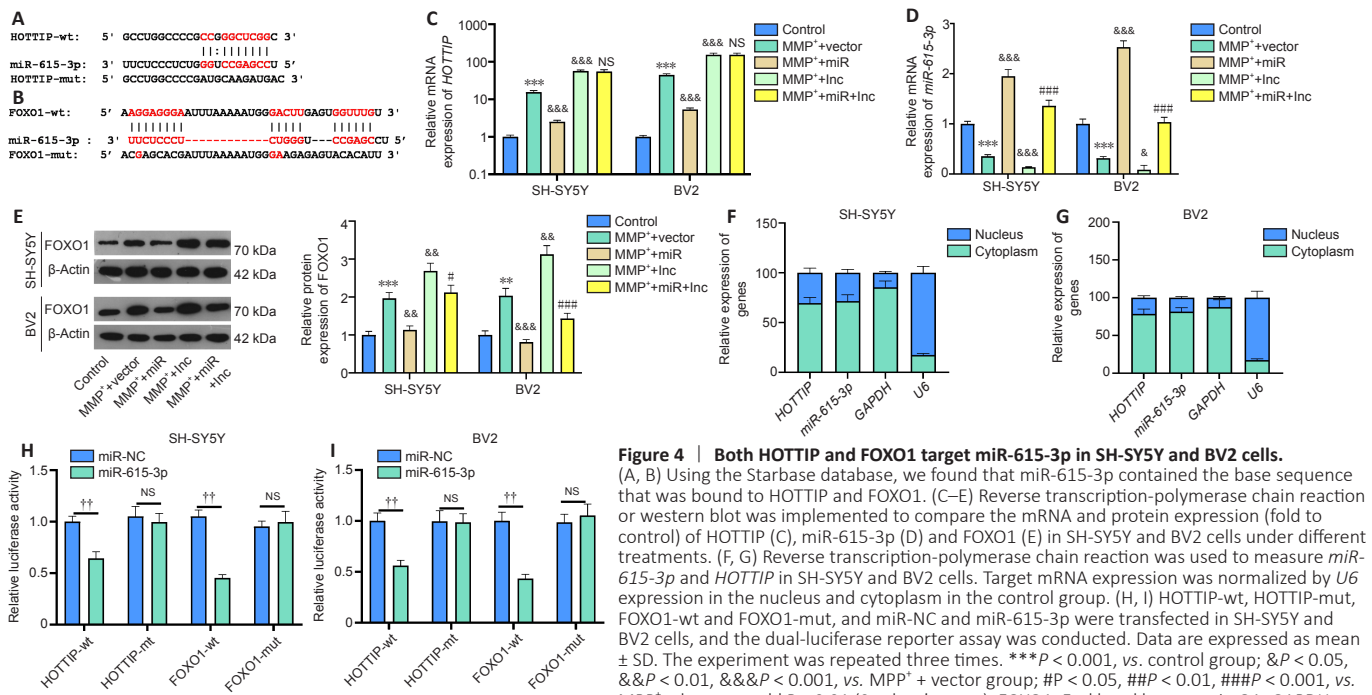 A
HOTTIP-wt: 5' GCCUGGCCCCGCCGGGCUCGGC 3'
||:|||||||
miR-615-3p: 3' UUCUCCCUCUGGGUCCGAGCCU 5'
HOTTIP-mut: 5' GCCUGGCCCCGAUGCAAGAUGAC 3'
B
FOXO1-wt: 5' AAGGAGGGAAUUUAAAAAUGGGACUUGAGUGGUUUGU 3'
|||||||| ||||| ||||||
miR-615-3p : 3' UUCUCCCU------------CUGGGU---CCGAGCCU 5'
FOXO1-mut: 5' ACGAGCACGAUUUAAAAAUGGGAAGAGAGUACACAUU 3'
C
Relative mRNA
expression of HOTTIP
100
10
1
0.1
***
&&&
&&&
NS
***
&&&
&&&
NS
SH-SY5Y
BV2
Control
MMP⁺+vector
MMP⁺+miR
MMP⁺+lnc
MMP⁺+miR+lnc
D
Relative mRNA
expression of miR-615-3p
3
2
1
0
***
&&&
&&&
###
***
&&&
&
###
SH-SY5Y
BV2
Control
MMP⁺+vector
MMP⁺+miR
MMP⁺+lnc
MMP⁺+miR+lnc
E
SH-SY5Y
FOXO1
70 kDa
β-Actin
42 kDa
BV2
FOXO1
70 kDa
β-Actin
42 kDa
Control
MMP⁺+vector
MMP⁺+miR
MMP⁺+lnc
MMP⁺+miR
+lnc
Relative protein
expression of FOXO1
4
3
2
1
0
***
&&
&&
#
**
&&&
&&
###
SH-SY5Y
BV2
Control
MMP⁺+vector
MMP⁺+miR
MMP⁺+lnc
MMP⁺+miR+lnc
F
SH-SY5Y
Relative expression of
genes
150
100
50
0
HOTTIP
miR-615-3p
GAPDH
U6
Nucleus
Cytoplasm
G
BV2
Relative expression of
genes
200
150
100
50
0
HOTTIP
miR-615-3p
GAPDH
U6
Nucleus
Cytoplasm
H
SH-SY5Y
Relative luciferase activity
1.5
1.0
0.5
0.0
††
NS
††
NS
HOTTIP-wt
HOTTIP-mt
FOXO1-wt
FOXO1-mut
miR-NC
miR-615-3p
I
BV2
Relative luciferase activity
1.5
1.0
0.5
0.0
††
NS
††
NS
HOTTIP-wt
HOTTIP-mt
FOXO1-wt
FOXO1-mut
miR-NC
miR-615-3p
Figure 4 | Both HOTTIP and FOXO1 target miR-615-3p in SH-SY5Y and BV2 cells.
(A, B) Using the Starbase database, we found that miR-615-3p contained the base sequence
that was bound to HOTTIP and FOXO1. (C–E) Reverse transcription-polymerase chain reaction
or western blot was implemented to compare the mRNA and protein expression (fold to
control) of HOTTIP (C), miR-615-3p (D) and FOXO1 (E) in SH-SY5Y and BV2 cells under different
treatments. (F, G) Reverse transcription-polymerase chain reaction was used to measure miR-
615-3p and HOTTIP in SH-SY5Y and BV2 cells. Target mRNA expression was normalized by U6
expression in the nucleus and cytoplasm in the control group. (H, I) HOTTIP-wt, HOTTIP-mut,
FOXO1-wt and FOXO1-mut, and miR-NC and miR-615-3p were transfected in SH-SY5Y and
BV2 cells, and the dual-luciferase reporter assay was conducted. Data are expressed as mean
± SD. The experiment was repeated three times. ***P < 0.001, vs. control group; &P < 0.05,
&&P < 0.01, &&&P < 0.001, vs. MPP⁺ + vector group; #P < 0.05, ##P < 0.01, ###P < 0.001, vs.